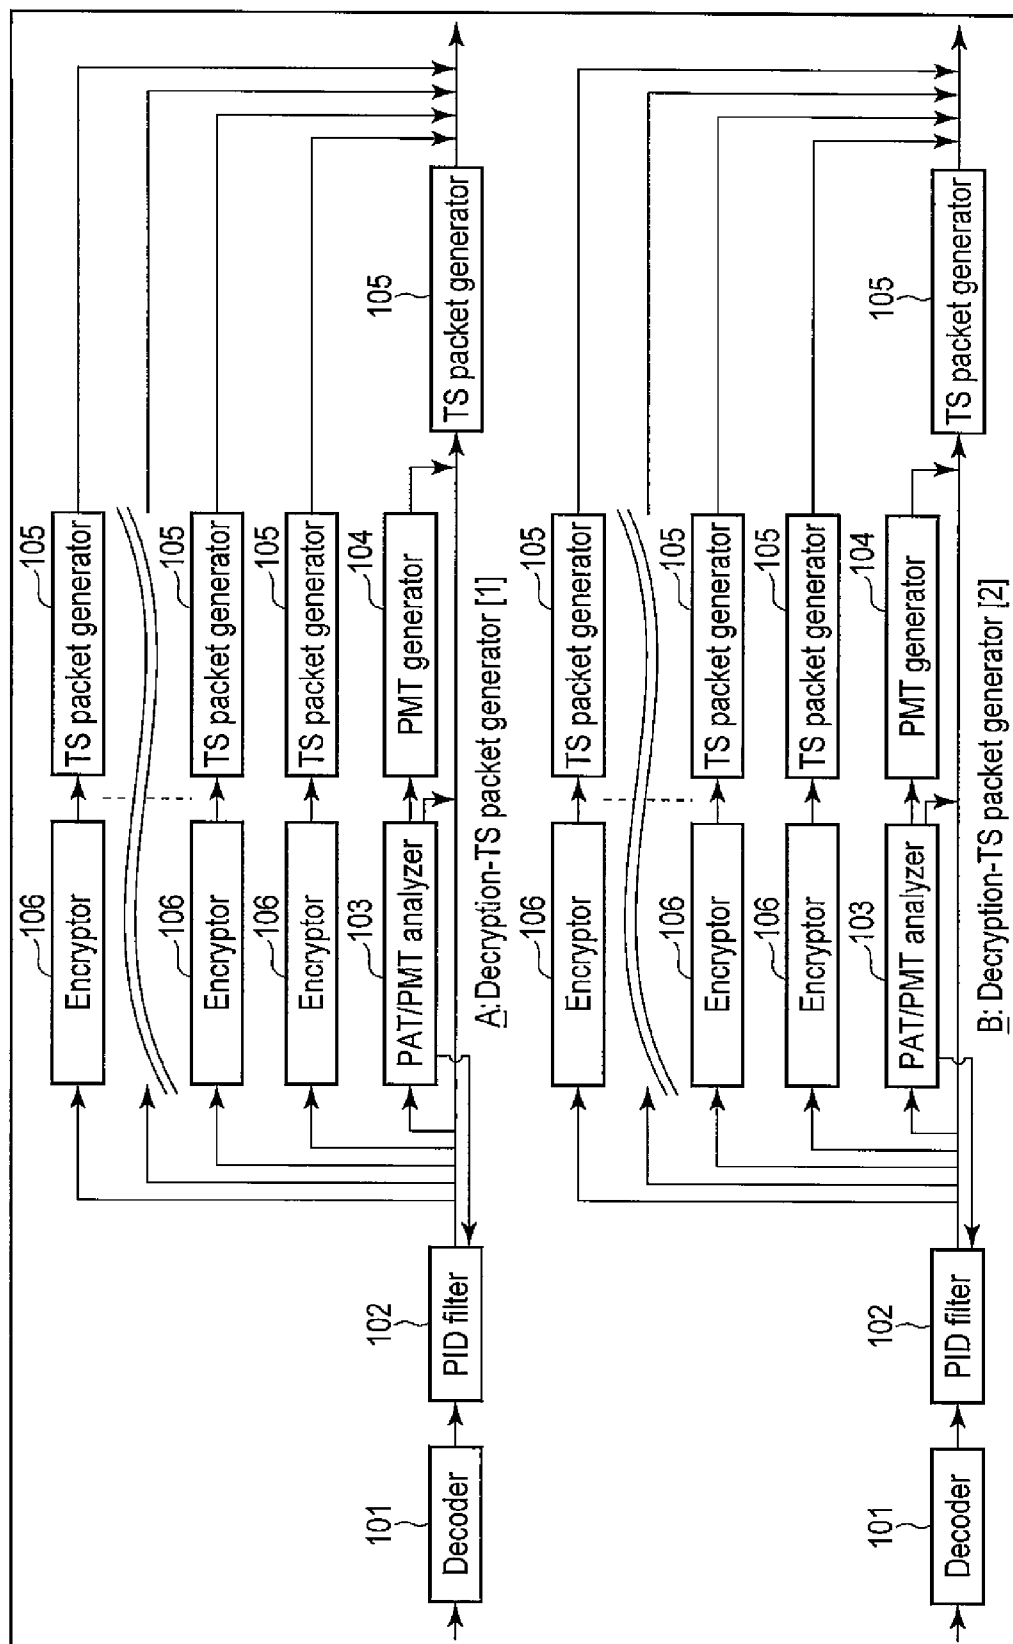 101
Decoder
102
PID filter
106
Encryptor
106
Encryptor
106
Encryptor
103
PAT/PMT analyzer
105
TS packet generator
105
TS packet generator
105
TS packet generator
104
PMT generator
105
TS packet generator
A: Decryption-TS packet generator [1]
101
Decoder
102
PID filter
106
Encryptor
106
Encryptor
106
Encryptor
103
PAT/PMT analyzer
105
TS packet generator
105
TS packet generator
105
TS packet generator
104
PMT generator
105
TS packet generator
B: Decryption-TS packet generator [2]